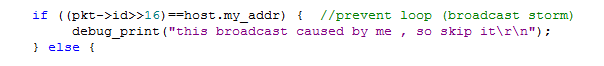 if ((pkt->id>>16)==host.my_addr) {  //prevent loop (broadcast storm)
    debug_print("this broadcast caused by me , so skip it\r\n");
} else {